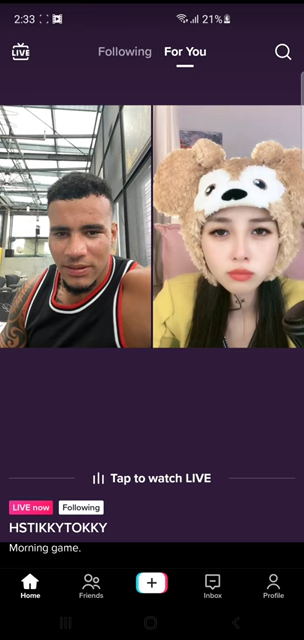 2:33 21%
LIVE Following For You
Tap to watch LIVE
LIVE now Following
HSTIKKYTOKKY
Morning game.
Home Friends Inbox Profile